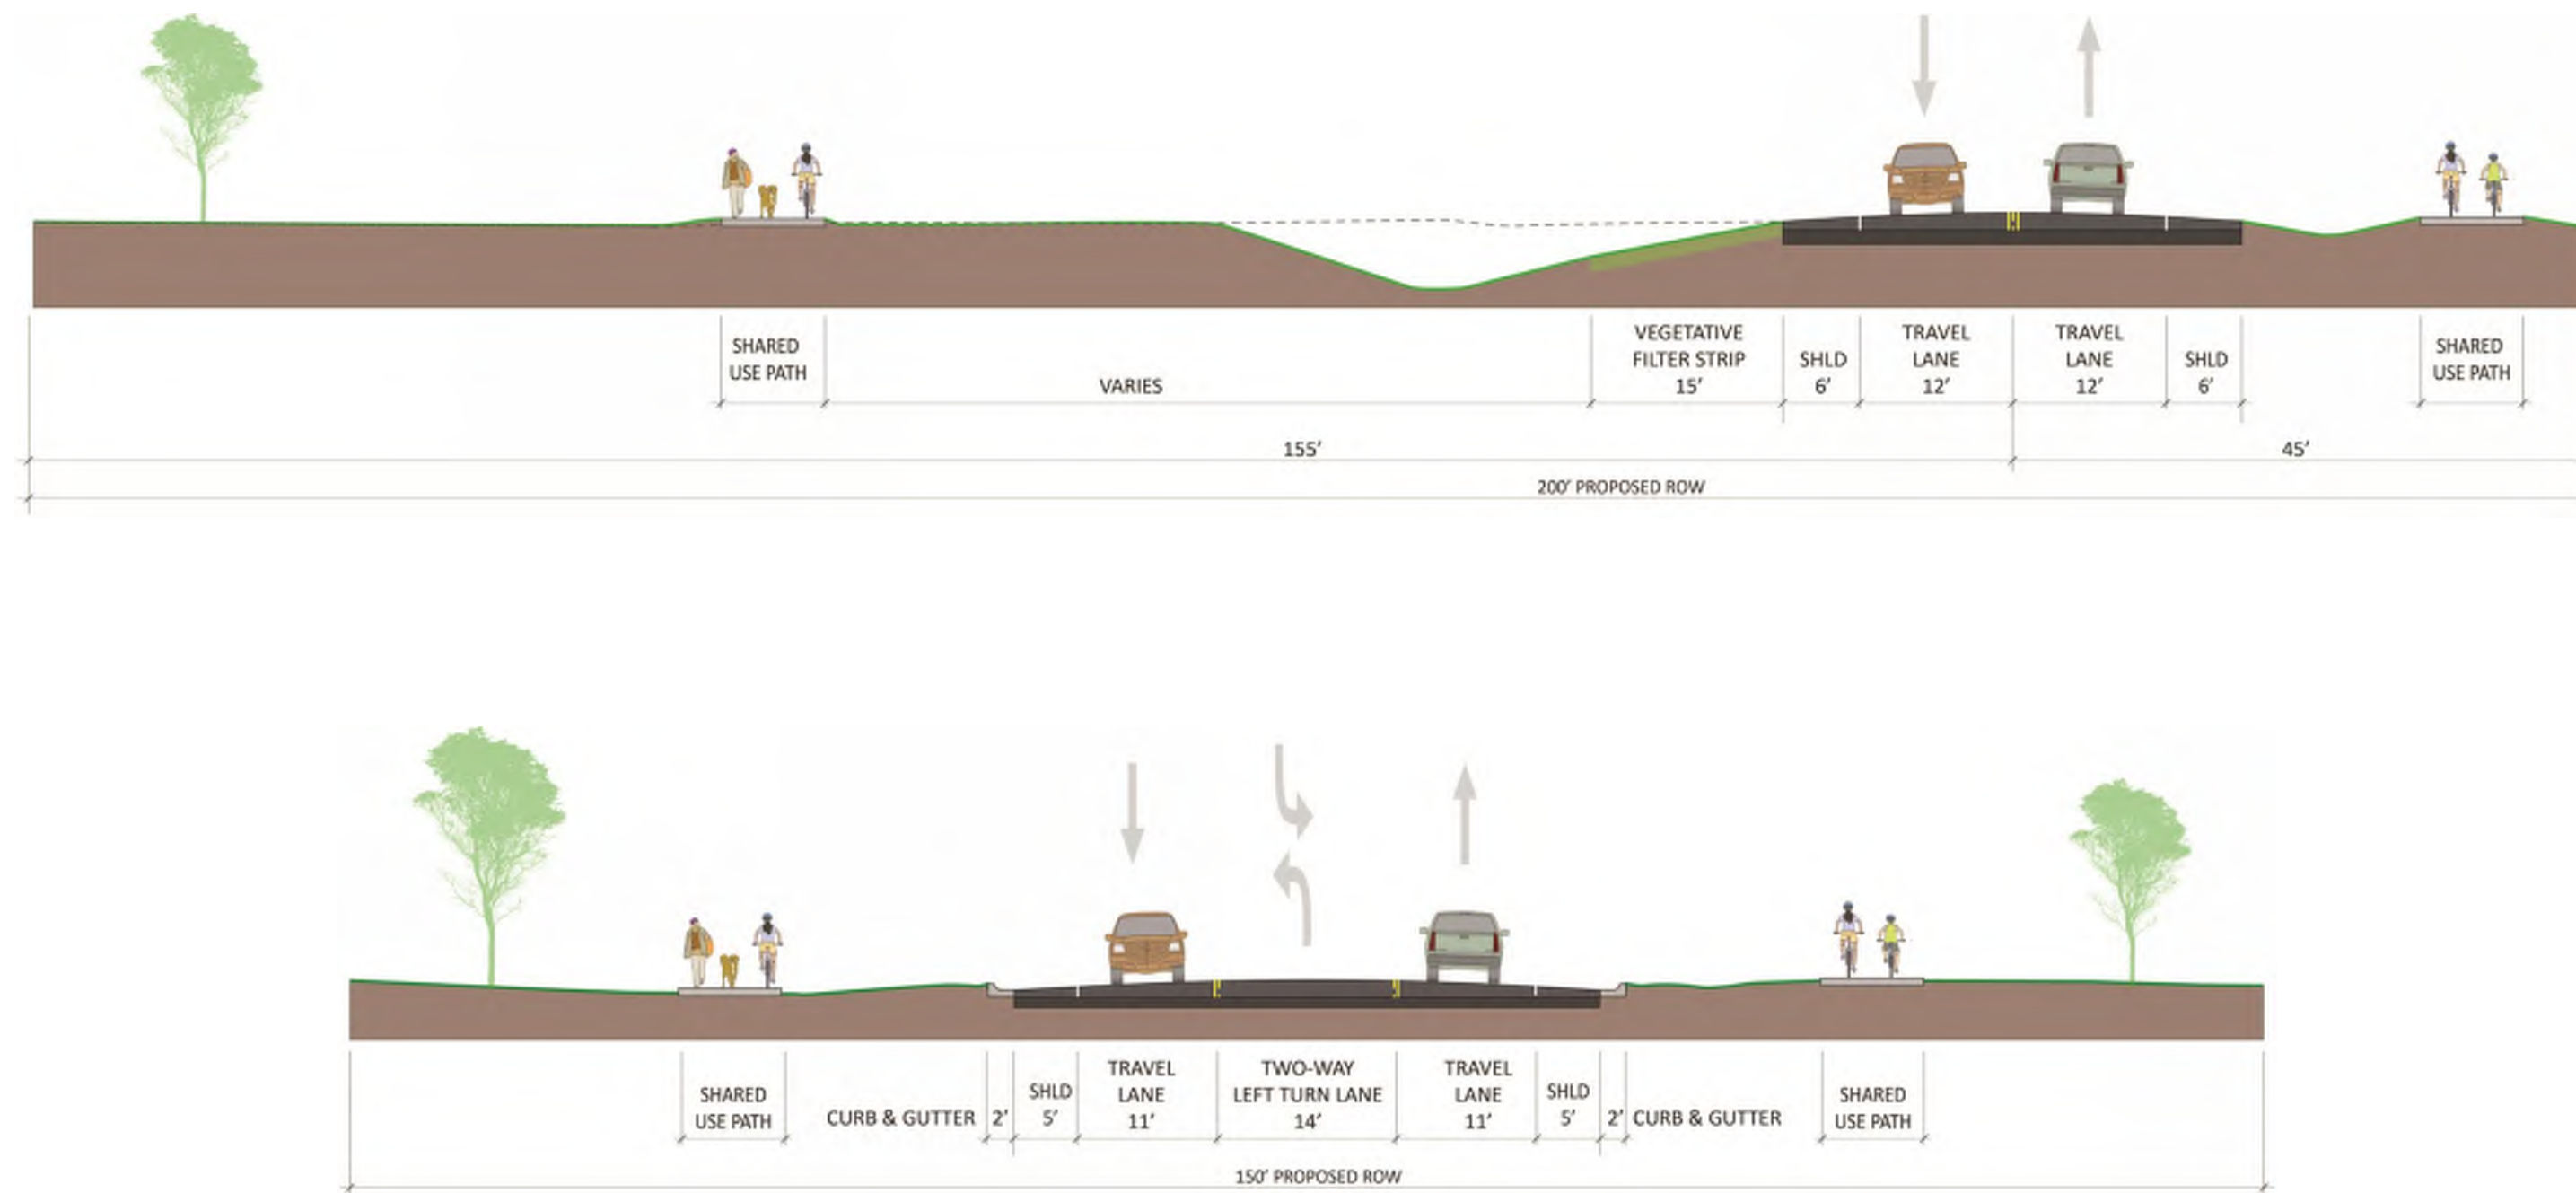 SHARED
USE PATH
VARIES
VEGETATIVE
FILTER STRIP
15’
SHLD
6’
TRAVEL
LANE
12’
TRAVEL
LANE
12’
SHLD
6’
SHARED
USE PATH
155’
45’
200’ PROPOSED ROW
SHARED
USE PATH
CURB & GUTTER
2’
SHLD
5’
TRAVEL
LANE
11’
TWO-WAY
LEFT TURN LANE
14’
TRAVEL
LANE
11’
SHLD
5’
2’
CURB & GUTTER
SHARED
USE PATH
150’ PROPOSED ROW